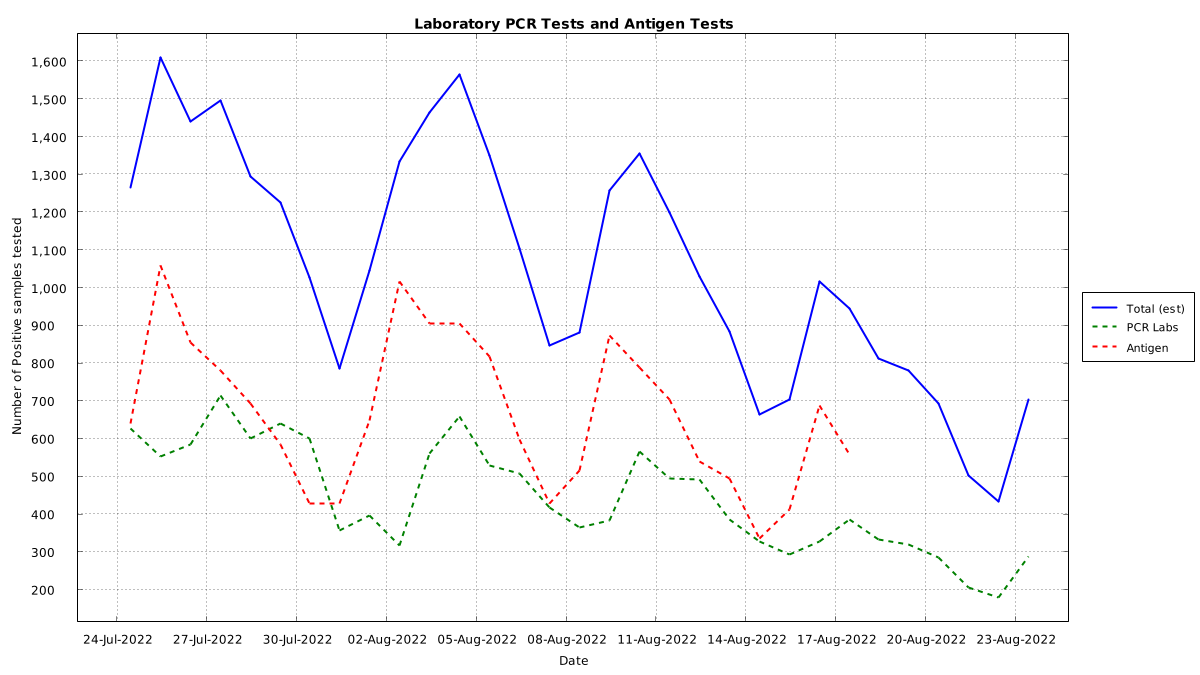 Laboratory PCR Tests and Antigen Tests
Number of Positive samples tested
1,600
1,500
1,400
1,300
1,200
1,100
1,000
900
800
700
600
500
400
300
200
24-Jul-2022 27-Jul-2022 30-Jul-2022 02-Aug-2022 05-Aug-2022 08-Aug-2022 11-Aug-2022 14-Aug-2022 17-Aug-2022 20-Aug-2022 23-Aug-2022
Date
Total (est)
PCR Labs
Antigen